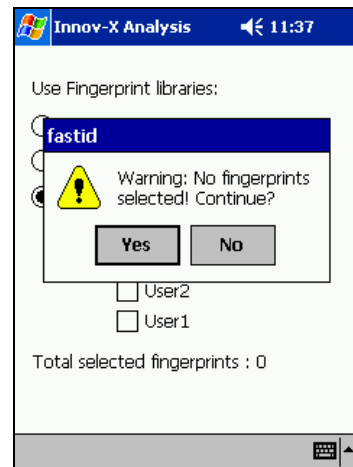 Innov-X Analysis 11:37
Use Fingerprint libraries:
fastid
Warning: No fingerprints
selected! Continue?
Yes No
User2
User1
Total selected fingerprints : 0